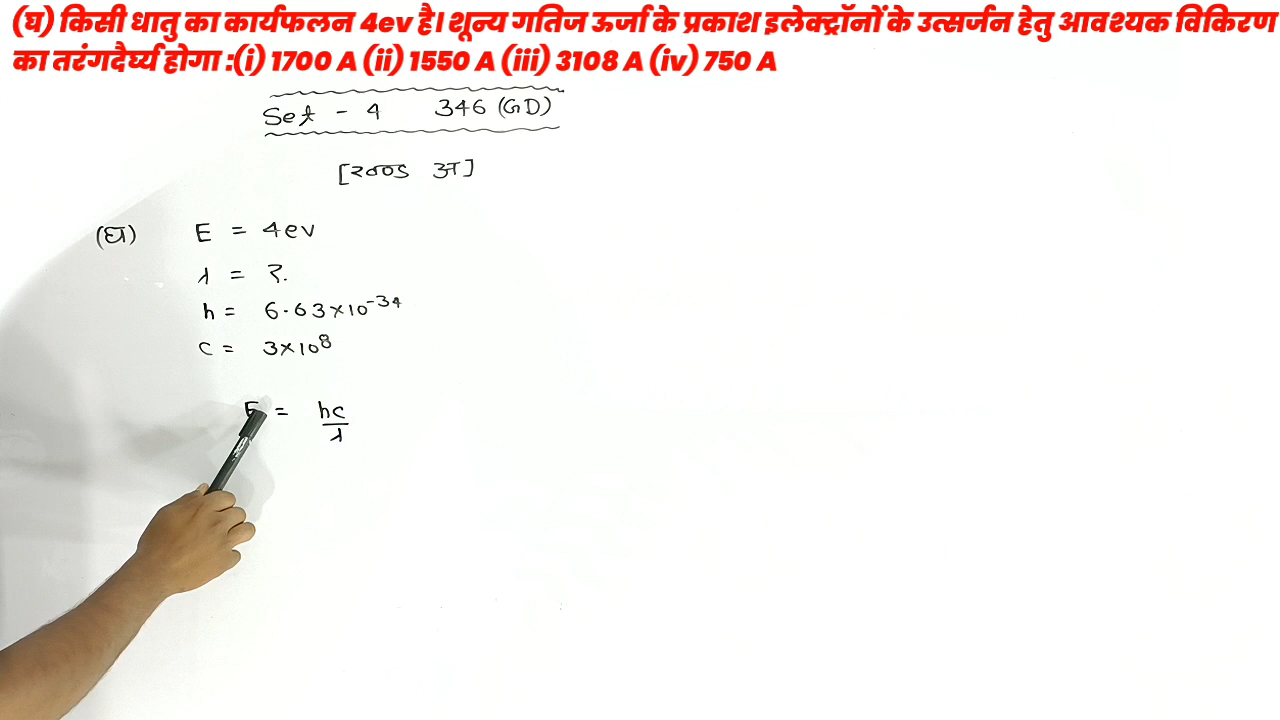 (घ) किसी धातु का कार्यफलन 4ev है। शून्य गतिज ऊर्जा के प्रकाश इलेक्ट्रॉनों के उत्सर्जन हेतु आवश्यक विकिरण
का तरंगदैर्घ्य होगा :(i) 1700 A (ii) 1550 A (iii) 3108 A (iv) 750 A
Set - 4 346 (GD)
[खण्ड अ]
(घ) E = 4ev
λ = ?
h = 6.63×10⁻³⁴
c = 3×10⁸
E = hc/λ